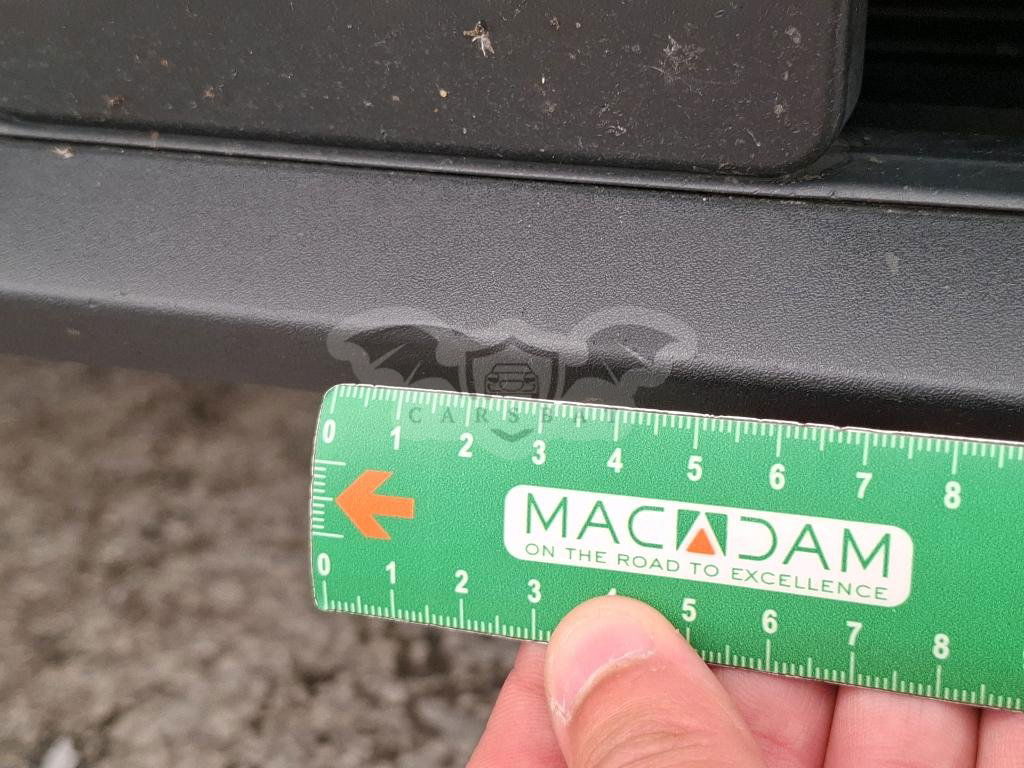 CARSBAT
0 1 2 3 4 5 6 7 8
MACADAM
ON THE ROAD TO EXCELLENCE
0 1 2 3 4 5 6 7 8